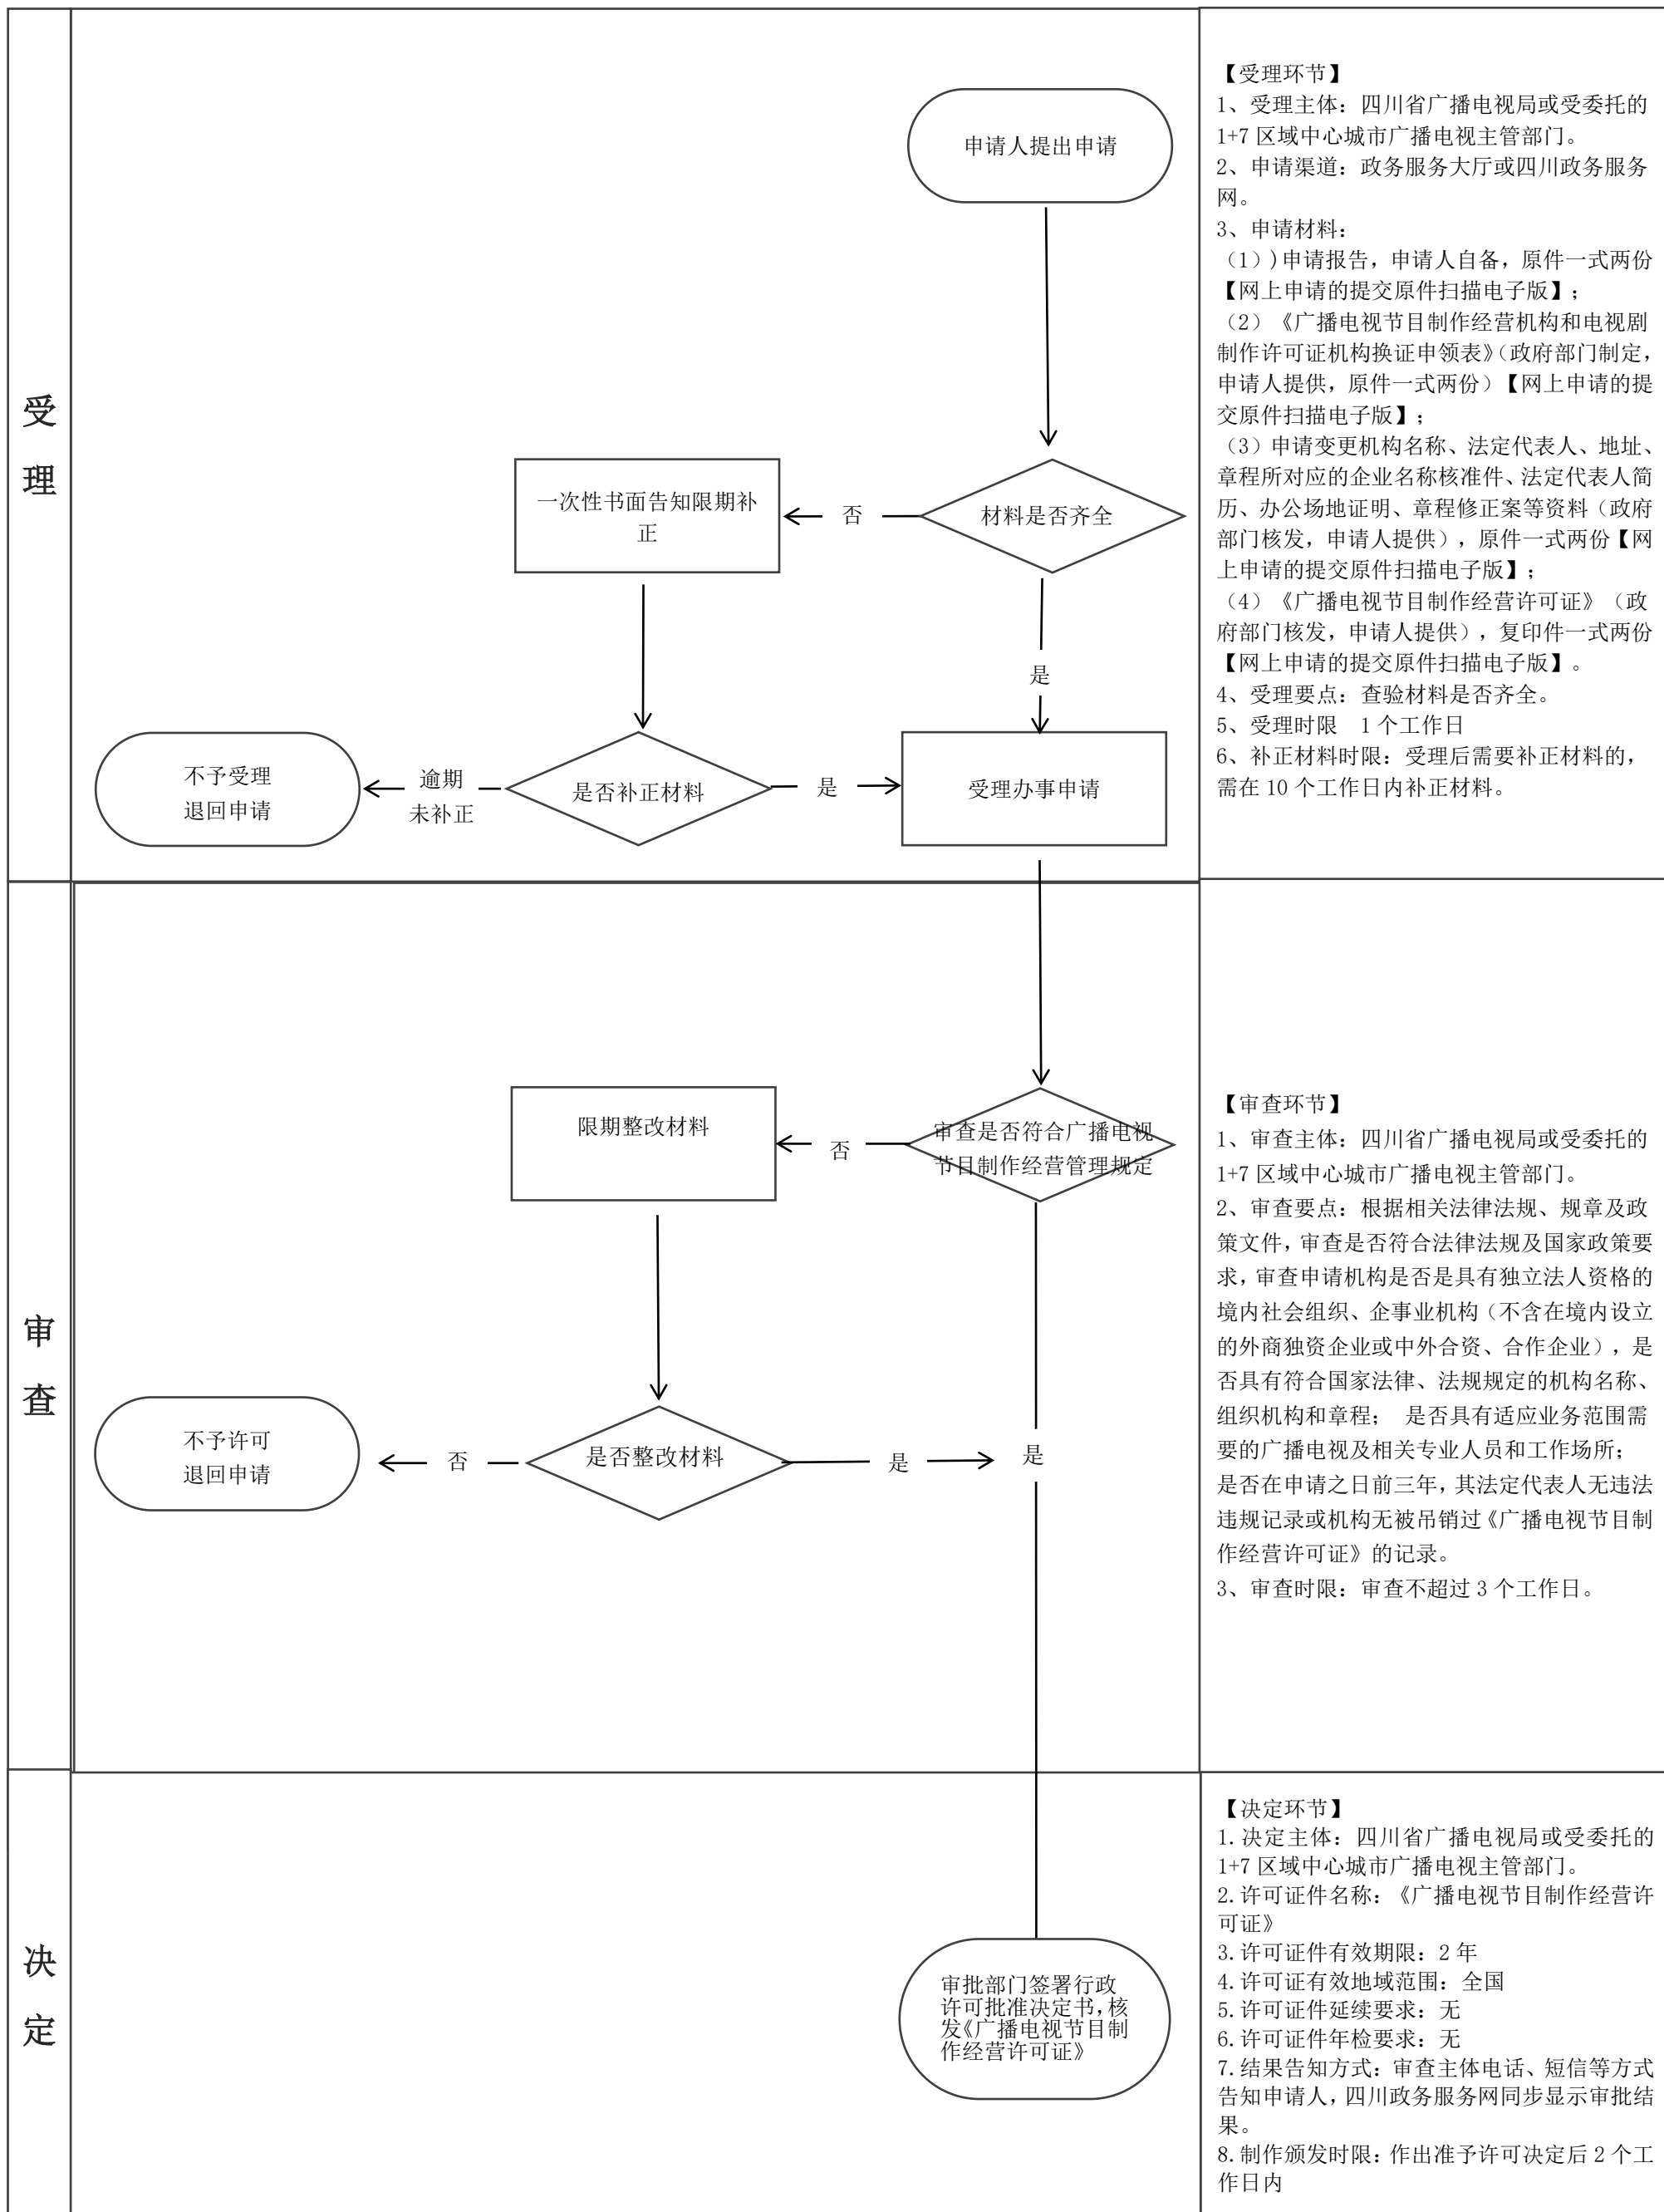 受
理
申请人提出申请
材料是否齐全
否
一次性书面告知限期补
正
是
是否补正材料
逾期
未补正
不予受理
退回申请
是
受理办事申请
【受理环节】
1、受理主体：四川省广播电视局或受委托的
1+7 区域中心城市广播电视主管部门。
2、申请渠道：政务服务大厅或四川政务服务
网。
3、申请材料：
（1））申请报告，申请人自备，原件一式两份
【网上申请的提交原件扫描电子版】；
（2）《广播电视节目制作经营机构和电视剧
制作许可证机构换证申领表》（政府部门制定，
申请人提供，原件一式两份）【网上申请的提
交原件扫描电子版】；
（3）申请变更机构名称、法定代表人、地址、
章程所对应的企业名称核准件、法定代表人简
历、办公场地证明、章程修正案等资料（政府
部门核发，申请人提供），原件一式两份【网
上申请的提交原件扫描电子版】；
（4）《广播电视节目制作经营许可证》（政
府部门核发，申请人提供），复印件一式两份
【网上申请的提交原件扫描电子版】。
4、受理要点：查验材料是否齐全。
5、受理时限　1 个工作日
6、补正材料时限：受理后需要补正材料的，
需在 10 个工作日内补正材料。
审
查
审查是否符合广播电视
节目制作经营管理规定
否
限期整改材料
是否整改材料
否
不予许可
退回申请
是
是
【审查环节】
1、审查主体：四川省广播电视局或受委托的
1+7 区域中心城市广播电视主管部门。
2、审查要点：根据相关法律法规、规章及政
策文件，审查是否符合法律法规及国家政策要
求，审查申请机构是否是具有独立法人资格的
境内社会组织、企事业机构（不含在境内设立
的外商独资企业或中外合资、合作企业），是
否具有符合国家法律、法规规定的机构名称、
组织机构和章程； 是否具有适应业务范围需
要的广播电视及相关专业人员和工作场所；
是否在申请之日前三年，其法定代表人无违法
违规记录或机构无被吊销过《广播电视节目制
作经营许可证》的记录。
3、审查时限：审查不超过 3 个工作日。
决
定
审批部门签署行政
许可批准决定书，核
发《广播电视节目制
作经营许可证》
【决定环节】
1.决定主体：四川省广播电视局或受委托的
1+7 区域中心城市广播电视主管部门。
2.许可证件名称：《广播电视节目制作经营许
可证》
3.许可证件有效期限：2 年
4.许可证有效地域范围：全国
5.许可证件延续要求：无
6.许可证件年检要求：无
7.结果告知方式：审查主体电话、短信等方式
告知申请人，四川政务服务网同步显示审批结
果。
8.制作颁发时限：作出准予许可决定后 2 个工
作日内